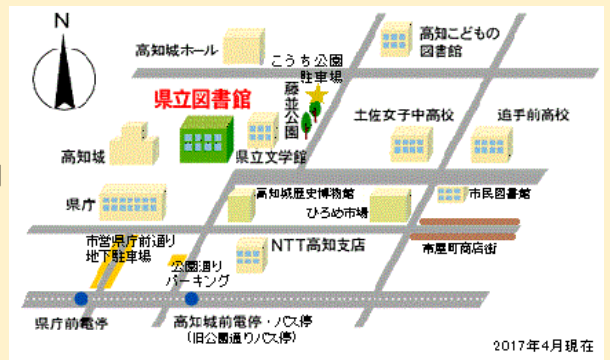 N
高知城ホール
高知こどもの
図書館
こうち公園
駐車場
藤並公園
県立図書館
土佐女子中高校
追手前高校
高知城
県立文学館
県庁
高知城歴史博物館
ひろめ市場
市民図書館
市営県庁前通り
地下駐車場
公園通り
パーキング
NTT高知支店
帯屋町商店街
県庁前電停
高知城前電停・バス停
(旧公園通りバス停)
2017年4月現在